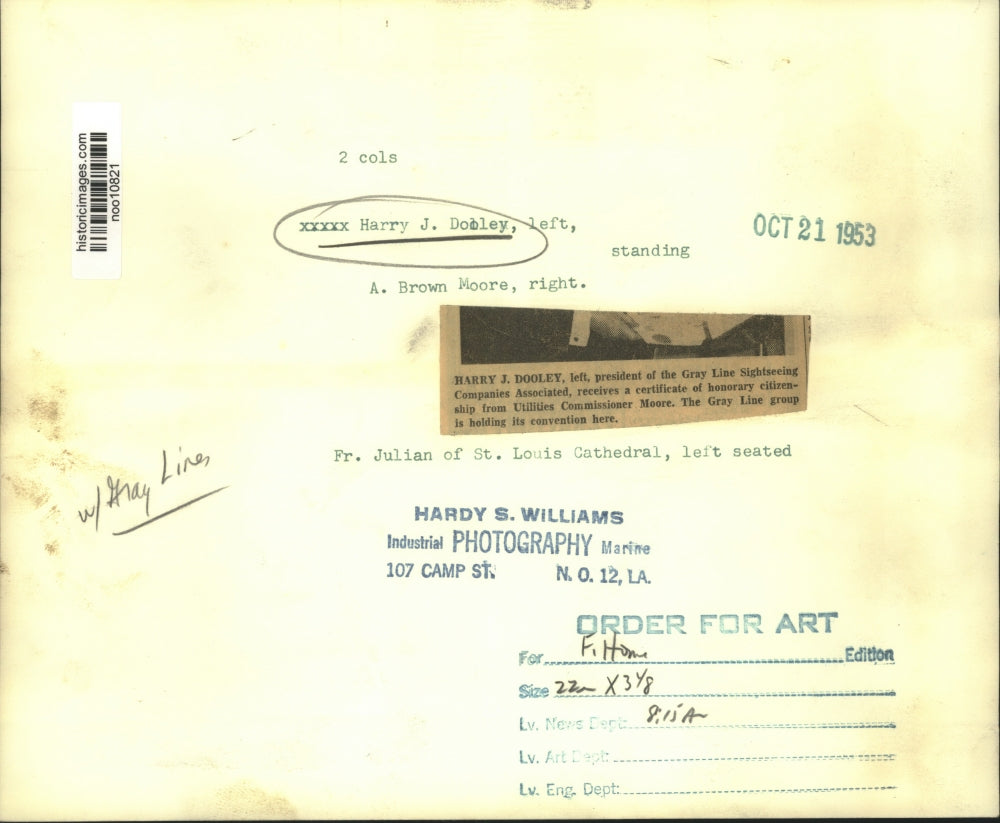 historicimages.com
noo10821
2 cols
xxxxx Harry J. Dooley, left,
OCT 21 1953
standing
A. Brown Moore, right.
HARRY J. DOOLEY, left, president of the Gray Line Sightseeing
Companies Associated, receives a certificate of honorary citizen-
ship from Utilities Commissioner Moore. The Gray Line group
is holding its convention here.
Fr. Julian of St. Louis Cathedral, left seated
w/ Gray Lines
HARDY S. WILLIAMS
Industrial PHOTOGRAPHY Marine
107 CAMP ST. N. O. 12, LA.
ORDER FOR ART
For F. Home Edition
Size X 3 1/8
Lv. News Dept: 8:15 A
Lv. Art Dept:
Lv. Eng. Dept: